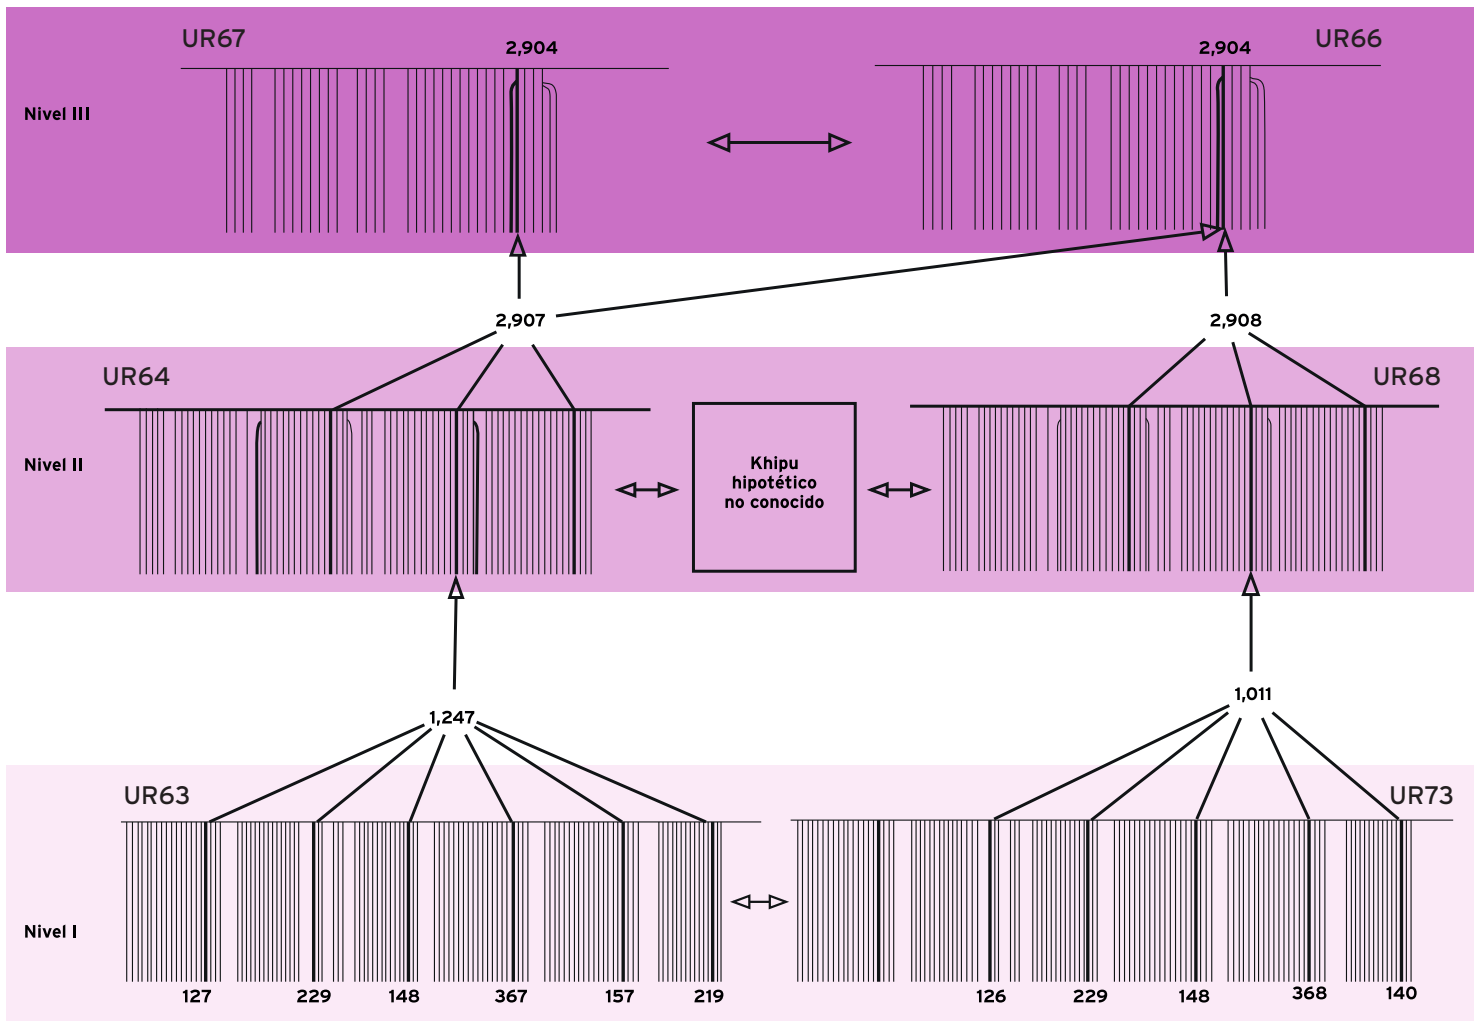 UR67
2,904
2,904
UR66
Nivel III
2,907
2,908
UR64
UR68
Nivel II
Khipu
hipotético
no conocido
1,247
1,011
UR63
UR73
Nivel I
127 229 148 367 157 219
126 229 148 368 140